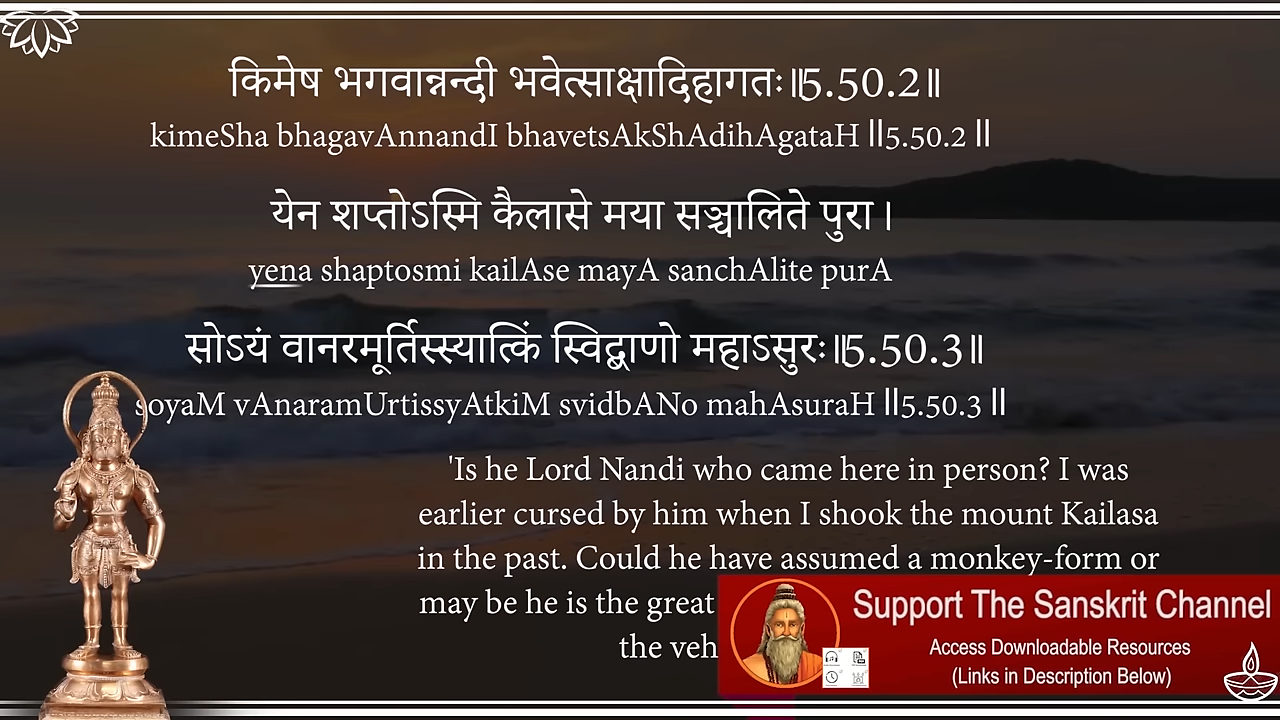 किमेष भगवान्नन्दी भवेत्साक्षादिहागतः॥5.50.2॥
kimeSha bhagavAnnandI bhavetsAkShAdihAgataH ॥5.50.2 ॥
येन शप्तोऽस्मि कैलासे मया सञ्चालिते पुरा।
yena shaptosmi kailAse mayA sanchAlite purA
सोऽयं वानरमूर्तिस्स्यात्किं स्विद्बाणो महाऽसुरः॥5.50.3॥
soyaM vAnaramUrtissyAtkiM svidbANo mahAsuraH ॥5.50.3 ॥
'Is he Lord Nandi who came here in person? I was
earlier cursed by him when I shook the mount Kailasa
in the past. Could he have assumed a monkey-form or
may be he is the great
the veh
Support The Sanskrit Channel
Access Downloadable Resources
(Links in Description Below)